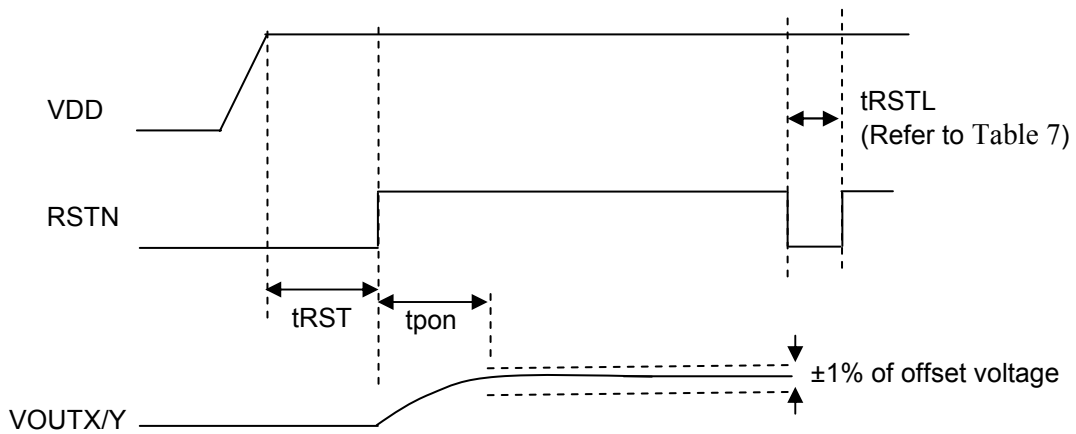 VDD
tRSTL
(Refer to Table 7)
RSTN
tRST
tpon
±1% of offset voltage
VOUTX/Y